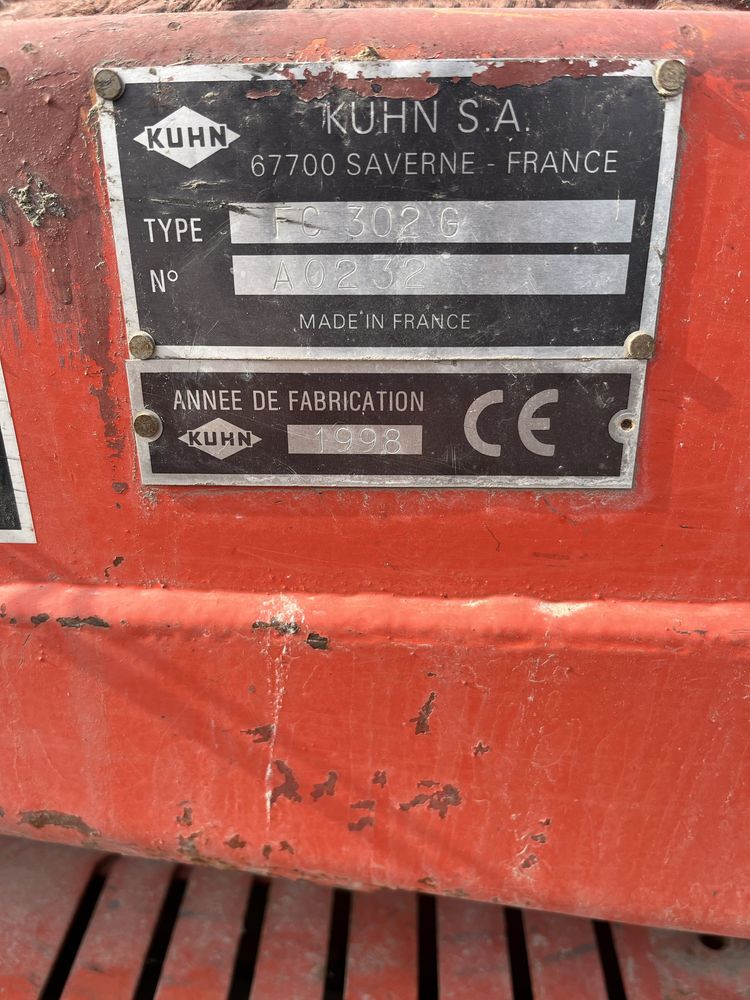 KUHN
KUHN S.A.
67700 SAVERNE - FRANCE
TYPE FC 302 G
N° A0232
MADE IN FRANCE
ANNEE DE FABRICATION
KUHN 1998 CE